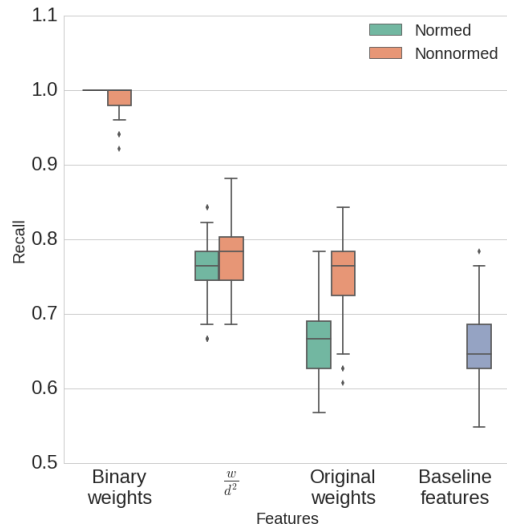 1.1
Normed
Nonnormed
1.0
0.9
0.8
0.7
0.6
0.5
Recall
Binary weights
w/d²
Original weights
Baseline features
Features